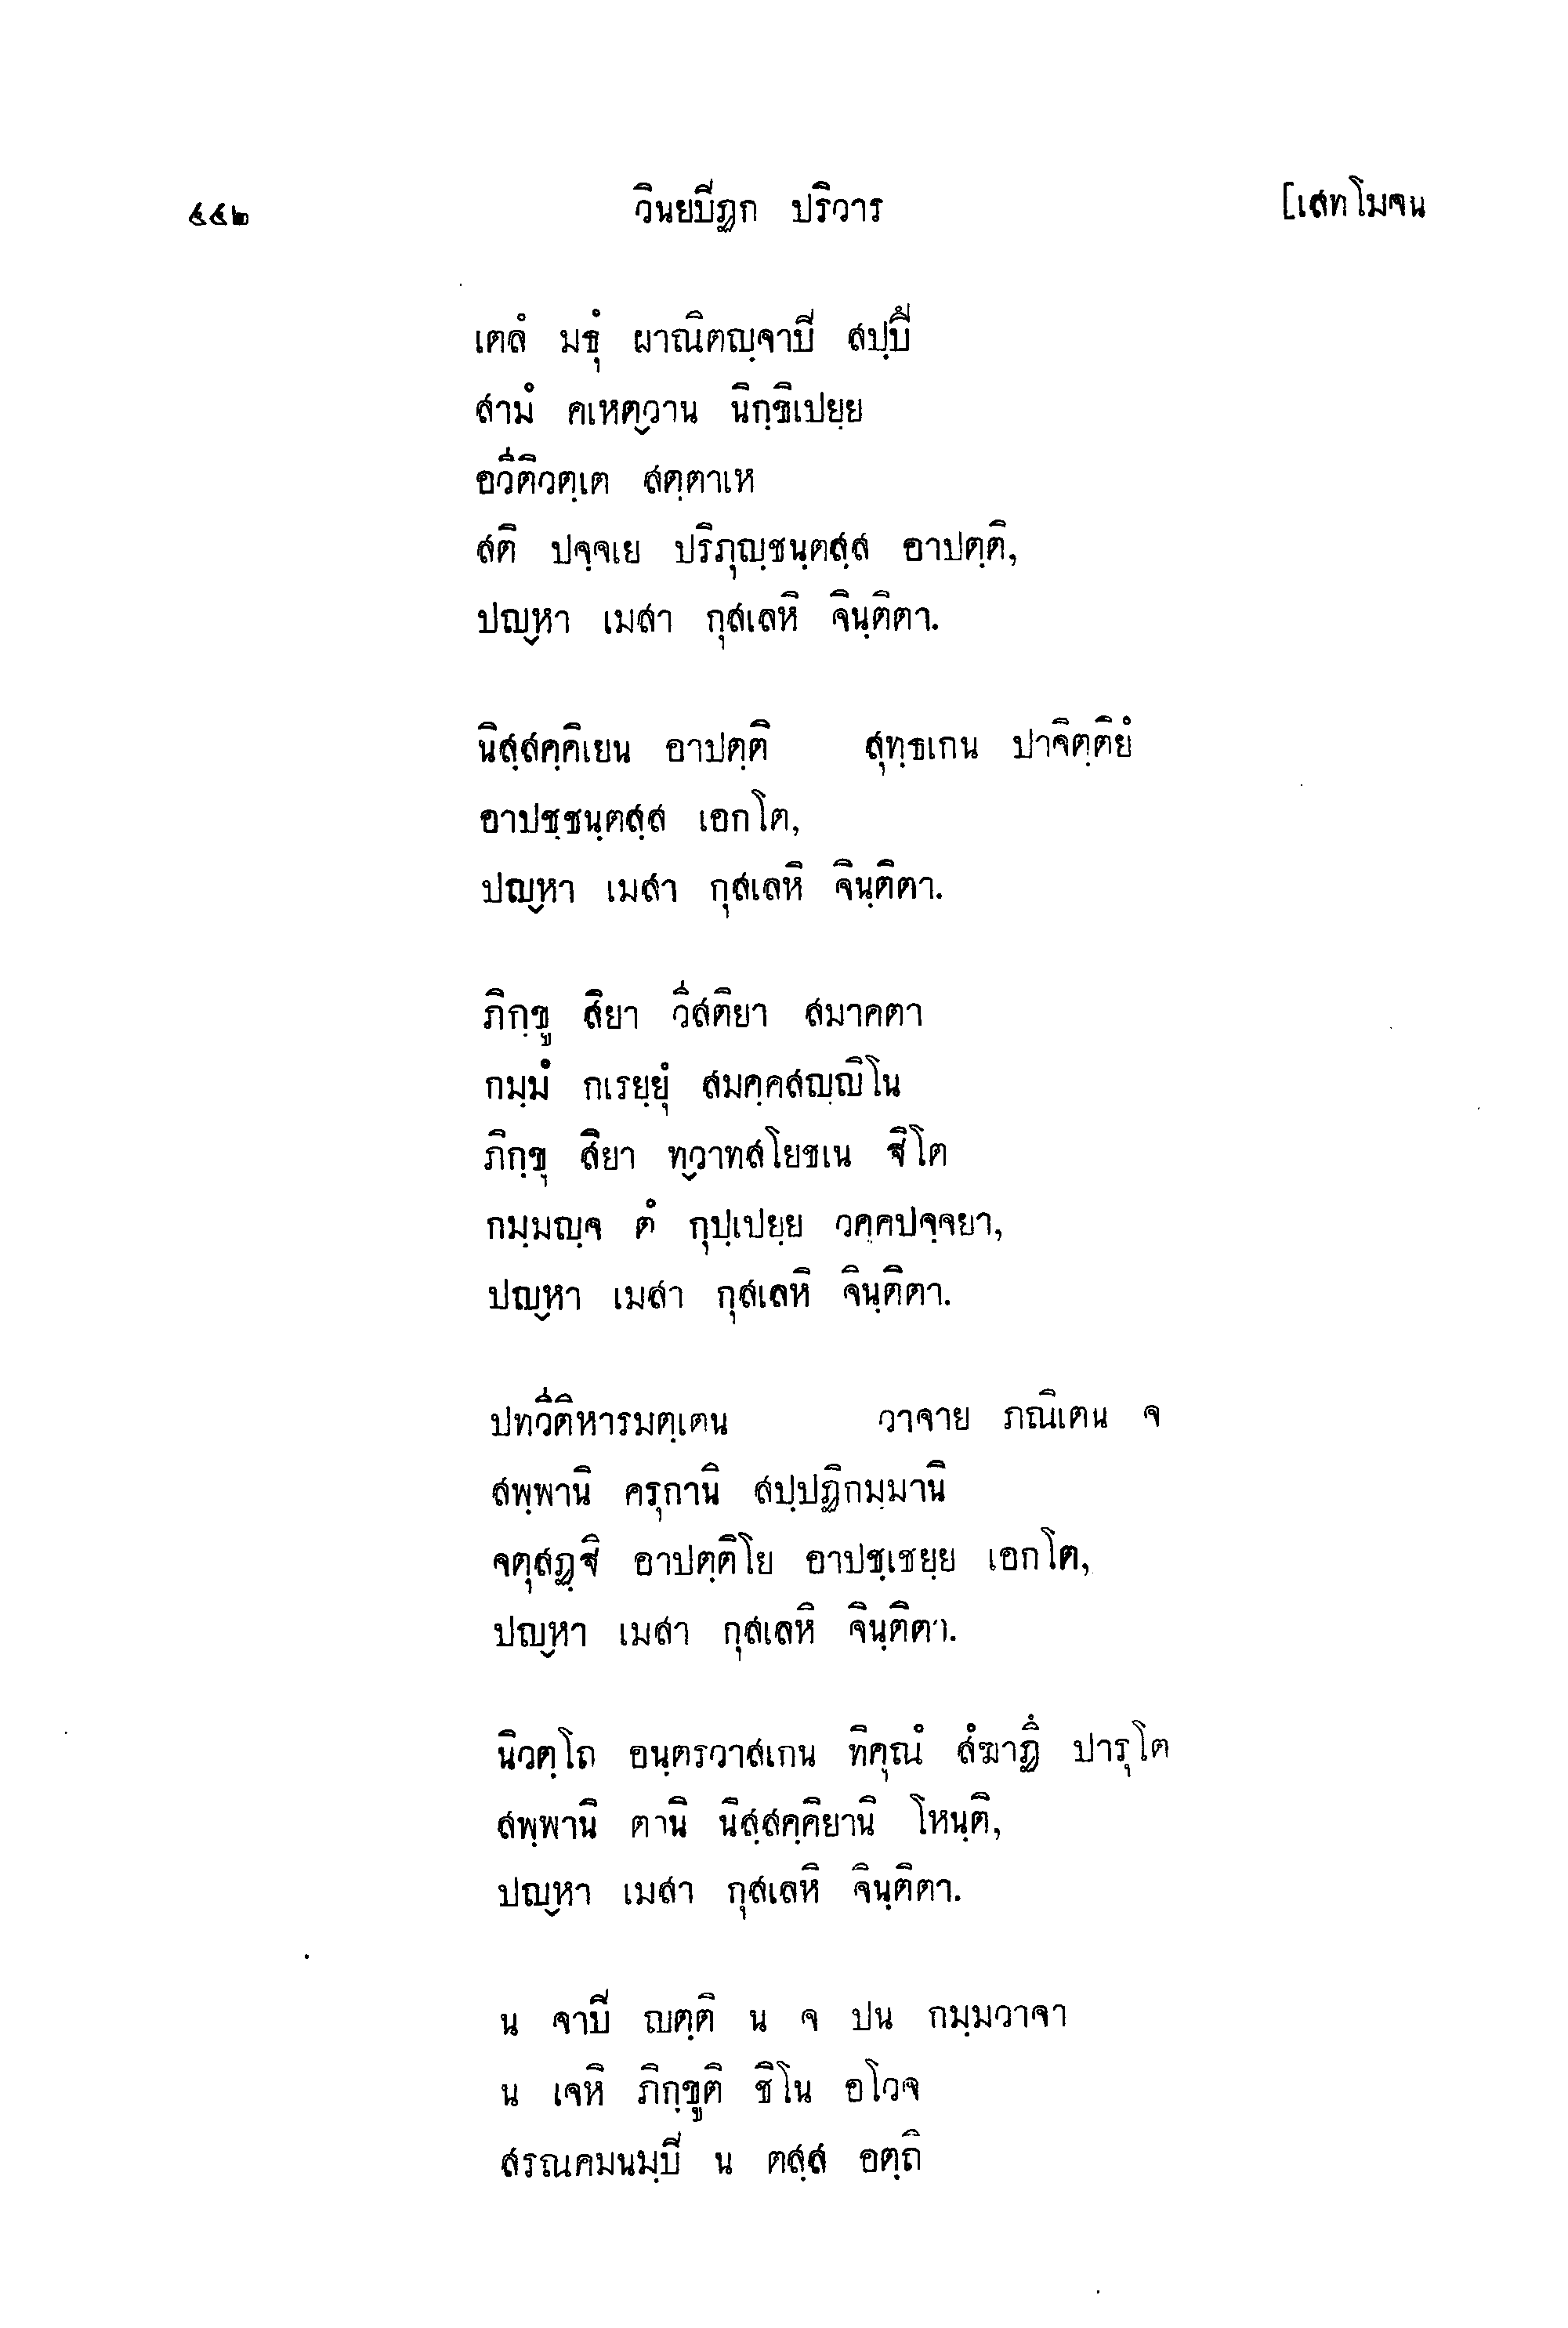 ๕๕๒ วินยปิฏก ปริวาร [เสทโมจน
เตลํ มธุํ ผาณิตญฺจาปิ สปฺปึ
สามํ คเหตฺวาน นิกฺขิเปยฺย
อวีติวตฺเต สตฺตาเห
สติ ปจฺจเย ปริภุญฺชนฺตสฺส อาปตฺติ,
ปญฺหา เมสา กุสเลหิ จินฺติตา.
นิสฺสคฺคิเยน อาปตฺติ สุทฺธเกน ปาจิตฺติยํ
อาปชฺชนฺตสฺส เอกโต,
ปญฺหา เมสา กุสเลหิ จินฺติตา.
ภิกฺขู สิยา วีสติยา สมาคตา
กมฺมํ กเรยฺยุํ สมคฺคสญฺญิโน
ภิกฺขุ สิยา ทฺวาทสโยชเน ฐิโต
กมฺมญฺจ ตํ กุปฺเปยฺย วคฺคปจฺจยา,
ปญฺหา เมสา กุสเลหิ จินฺติตา.
ปทวีติหารมตฺเตน วาจาย ภณิเตน จ
สพฺพานิ ครุกานิ สปฺปฏิกมฺมานิ
จตุสฏฺฐิ อาปตฺติโย อาปชฺเชยฺย เอกโต,
ปญฺหา เมสา กุสเลหิ จินฺติตา.
นิวตฺโถ อนฺตรวาสเกน ทิคุณํ สํฆาฏึ ปารุโต
สพฺพานิ ตานิ นิสฺสคฺคิยานิ โหนฺติ,
ปญฺหา เมสา กุสเลหิ จินฺติตา.
น จาปิ ญตฺติ น จ ปน กมฺมวาจา
น เจหิ ภิกฺขูติ ชิโน อโวจ
สรณคมนมฺปิ น ตสฺส อตฺถิ